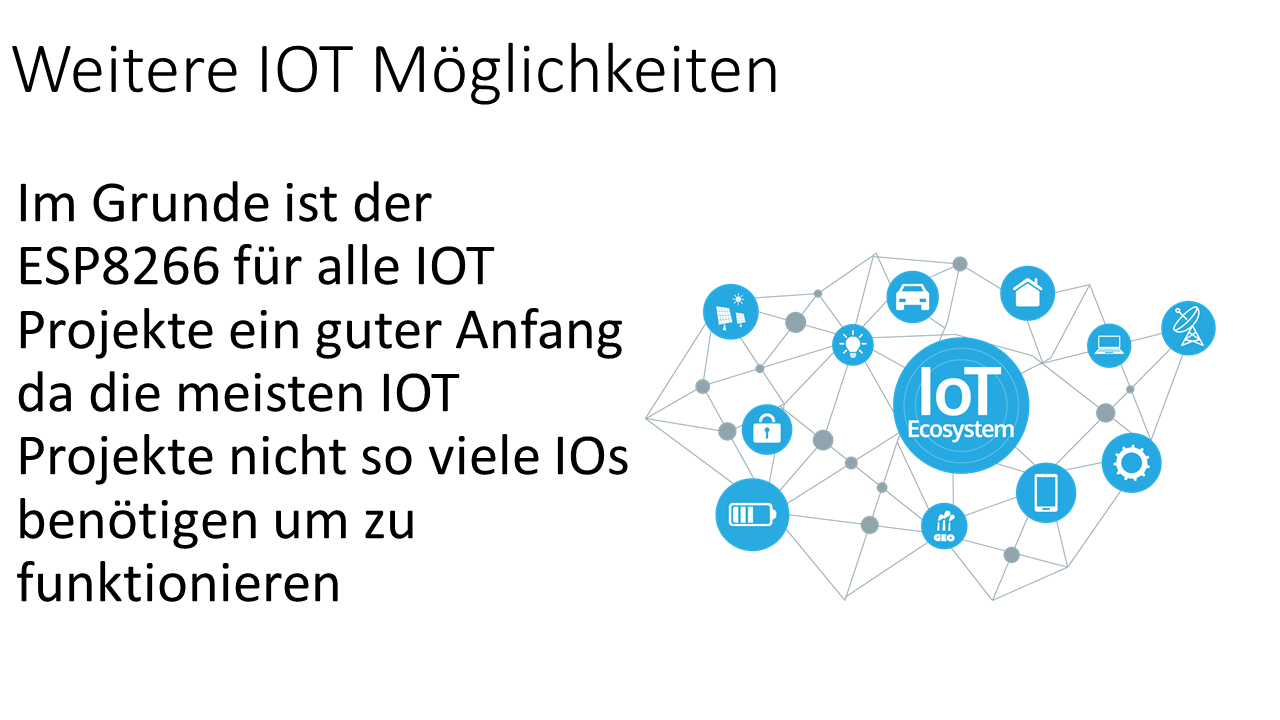 Weitere IOT Möglichkeiten
Im Grunde ist der
ESP8266 für alle IOT
Projekte ein guter Anfang
da die meisten IOT
Projekte nicht so viele IOs
benötigen um zu
funktionieren
IoT
Ecosystem
GEO